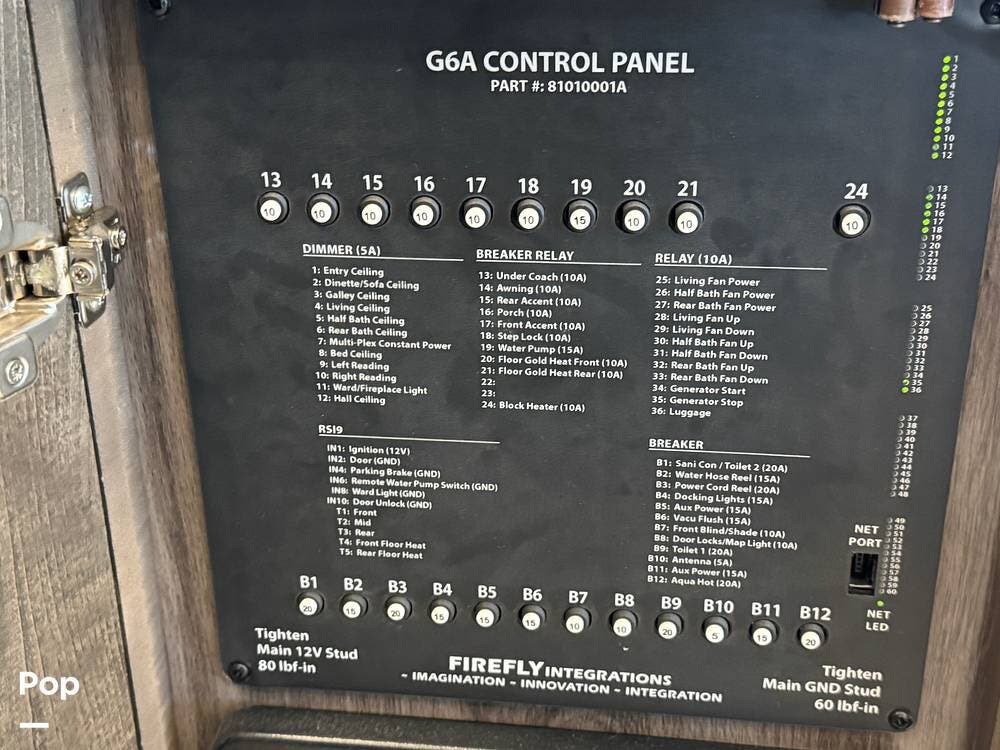 G6A CONTROL PANEL
PART #: 81010001A
13 14 15 16 17 18 19 20 21 24
10 10 10 10 10 10 15 10 10 10
DIMMER (5A)
1: Entry Ceiling
2: Dinette/Sofa Ceiling
3: Galley Ceiling
4: Living Ceiling
5: Half Bath Ceiling
6: Rear Bath Ceiling
7: Multi-Plex Constant Power
8: Bed Ceiling
9: Left Reading
10: Right Reading
11: Ward/Fireplace Light
12: Hall Ceiling
BREAKER RELAY
13: Under Coach (10A)
14: Awning (10A)
15: Rear Accent (10A)
16: Porch (10A)
17: Front Accent (10A)
18: Step Lock (10A)
19: Water Pump (15A)
20: Floor Gold Heat Front (10A)
21: Floor Gold Heat Rear (10A)
22:
23:
24: Block Heater (10A)
RELAY (10A)
25: Living Fan Power
26: Half Bath Fan Power
27: Rear Bath Fan Power
28: Living Fan Up
29: Living Fan Down
30: Half Bath Fan Up
31: Half Bath Fan Down
32: Rear Bath Fan Up
33: Rear Bath Fan Down
34: Generator Start
35: Generator Stop
36: Luggage
RSI9
IN1: Ignition (12V)
IN2: Door (GND)
IN4: Parking Brake (GND)
IN6: Remote Water Pump Switch (GND)
IN8: Ward Light (GND)
IN10: Door Unlock (GND)
T1: Front
T2: Mid
T3: Rear
T4: Front Floor Heat
T5: Rear Floor Heat
BREAKER
B1: Sani Con / Toilet 2 (20A)
B2: Water Hose Reel (15A)
B3: Power Cord Reel (20A)
B4: Docking Lights (15A)
B5: Aux Power (15A)
B6: Vacu Flush (15A)
B7: Front Blind/Shade (10A)
B8: Door Locks/Map Light (10A)
B9: Toilet 1 (20A)
B10: Antenna (5A)
B11: Aux Power (15A)
B12: Aqua Hot (20A)
B1 B2 B3 B4 B5 B6 B7 B8 B9 B10 B11 B12
20 15 20 15 15 15 10 10 20 5 15 20
1
2
3
4
5
6
7
8
9
10
11
12
13
14
15
16
17
18
19
20
21
22
23
24
25
26
27
28
29
30
31
32
33
34
35
36
37
38
39
40
41
42
43
44
45
46
47
48
49
50
51
52
53
54
55
56
57
58
59
60
NET
PORT
NET
LED
Tighten
Main 12V Stud
80 lbf-in
FIREFLY INTEGRATIONS
~ IMAGINATION ~ INNOVATION ~ INTEGRATION
Tighten
Main GND Stud
60 lbf-in
Pop